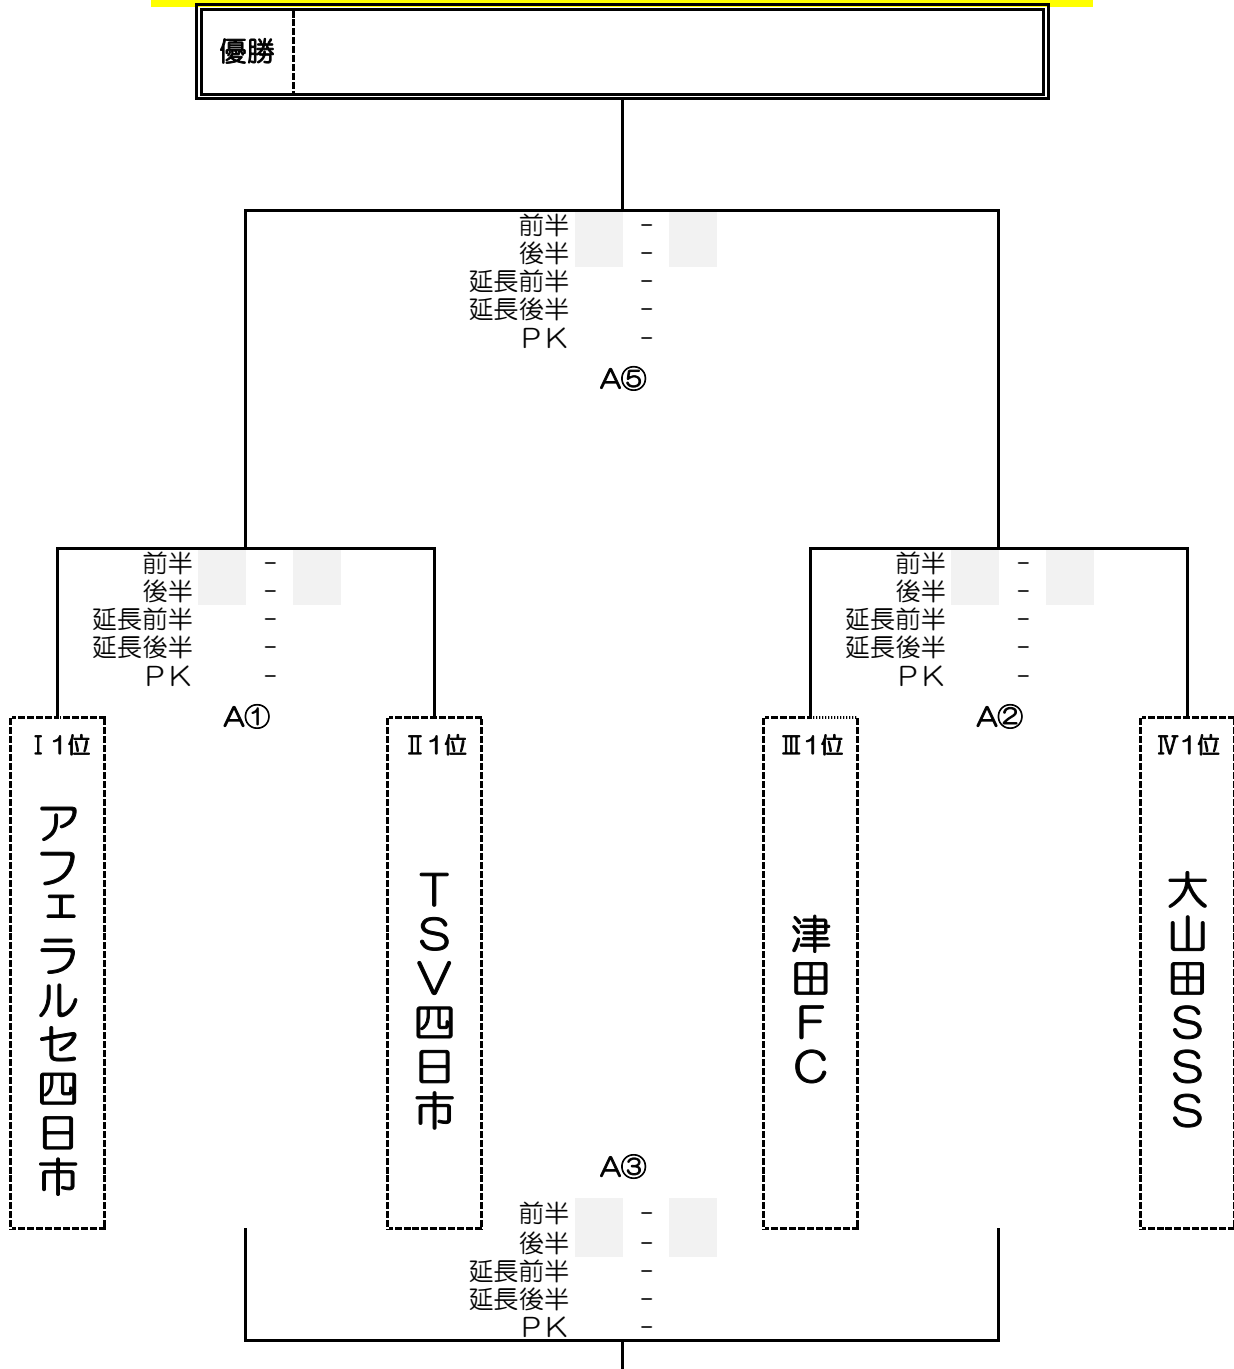 優勝
前半 -
後半 -
延長前半 -
延長後半 -
ＰＫ -
A⑤
前半 -
後半 -
延長前半 -
延長後半 -
ＰＫ -
A①
前半 -
後半 -
延長前半 -
延長後半 -
ＰＫ -
A②
Ⅰ1位
アフェラルセ四日市
Ⅱ1位
ＴＳＶ四日市
Ⅲ1位
津田ＦＣ
Ⅳ1位
大山田ＳＳＳ
A③
前半 -
後半 -
延長前半 -
延長後半 -
ＰＫ -